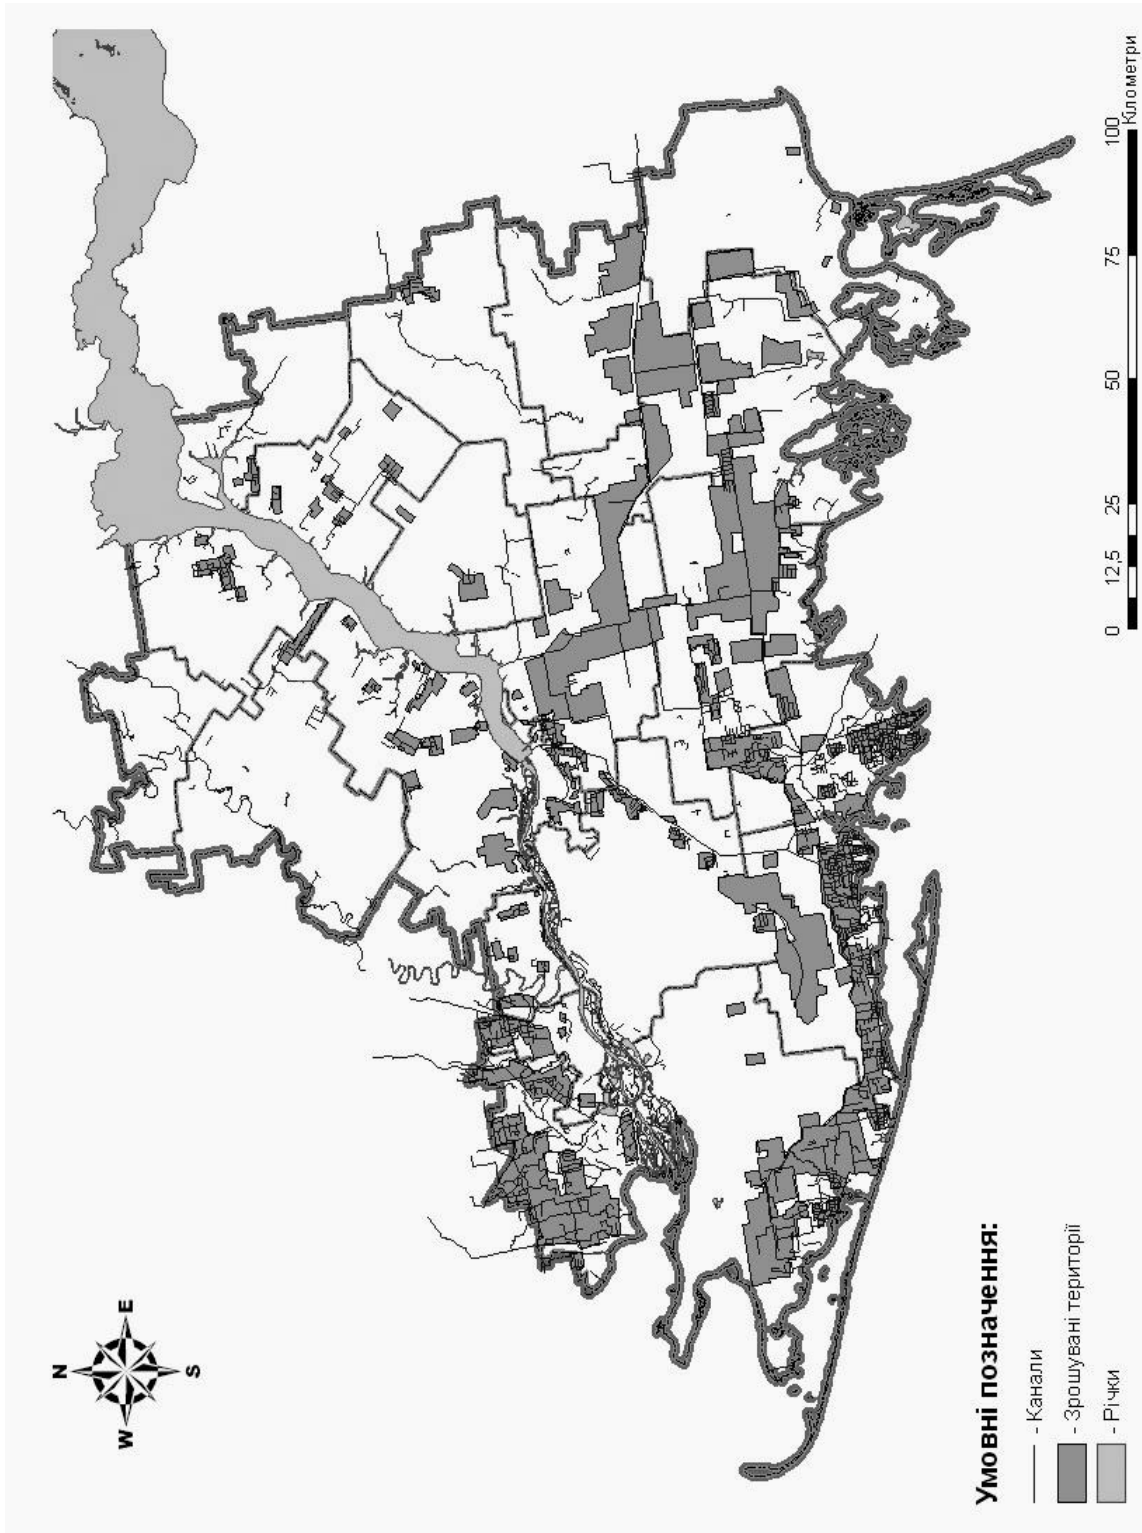 N
W E
S
Умовні позначення:
- Канали
- Зрошувані території
- Річки
0 12,5 25 50 75 100
Кілометри